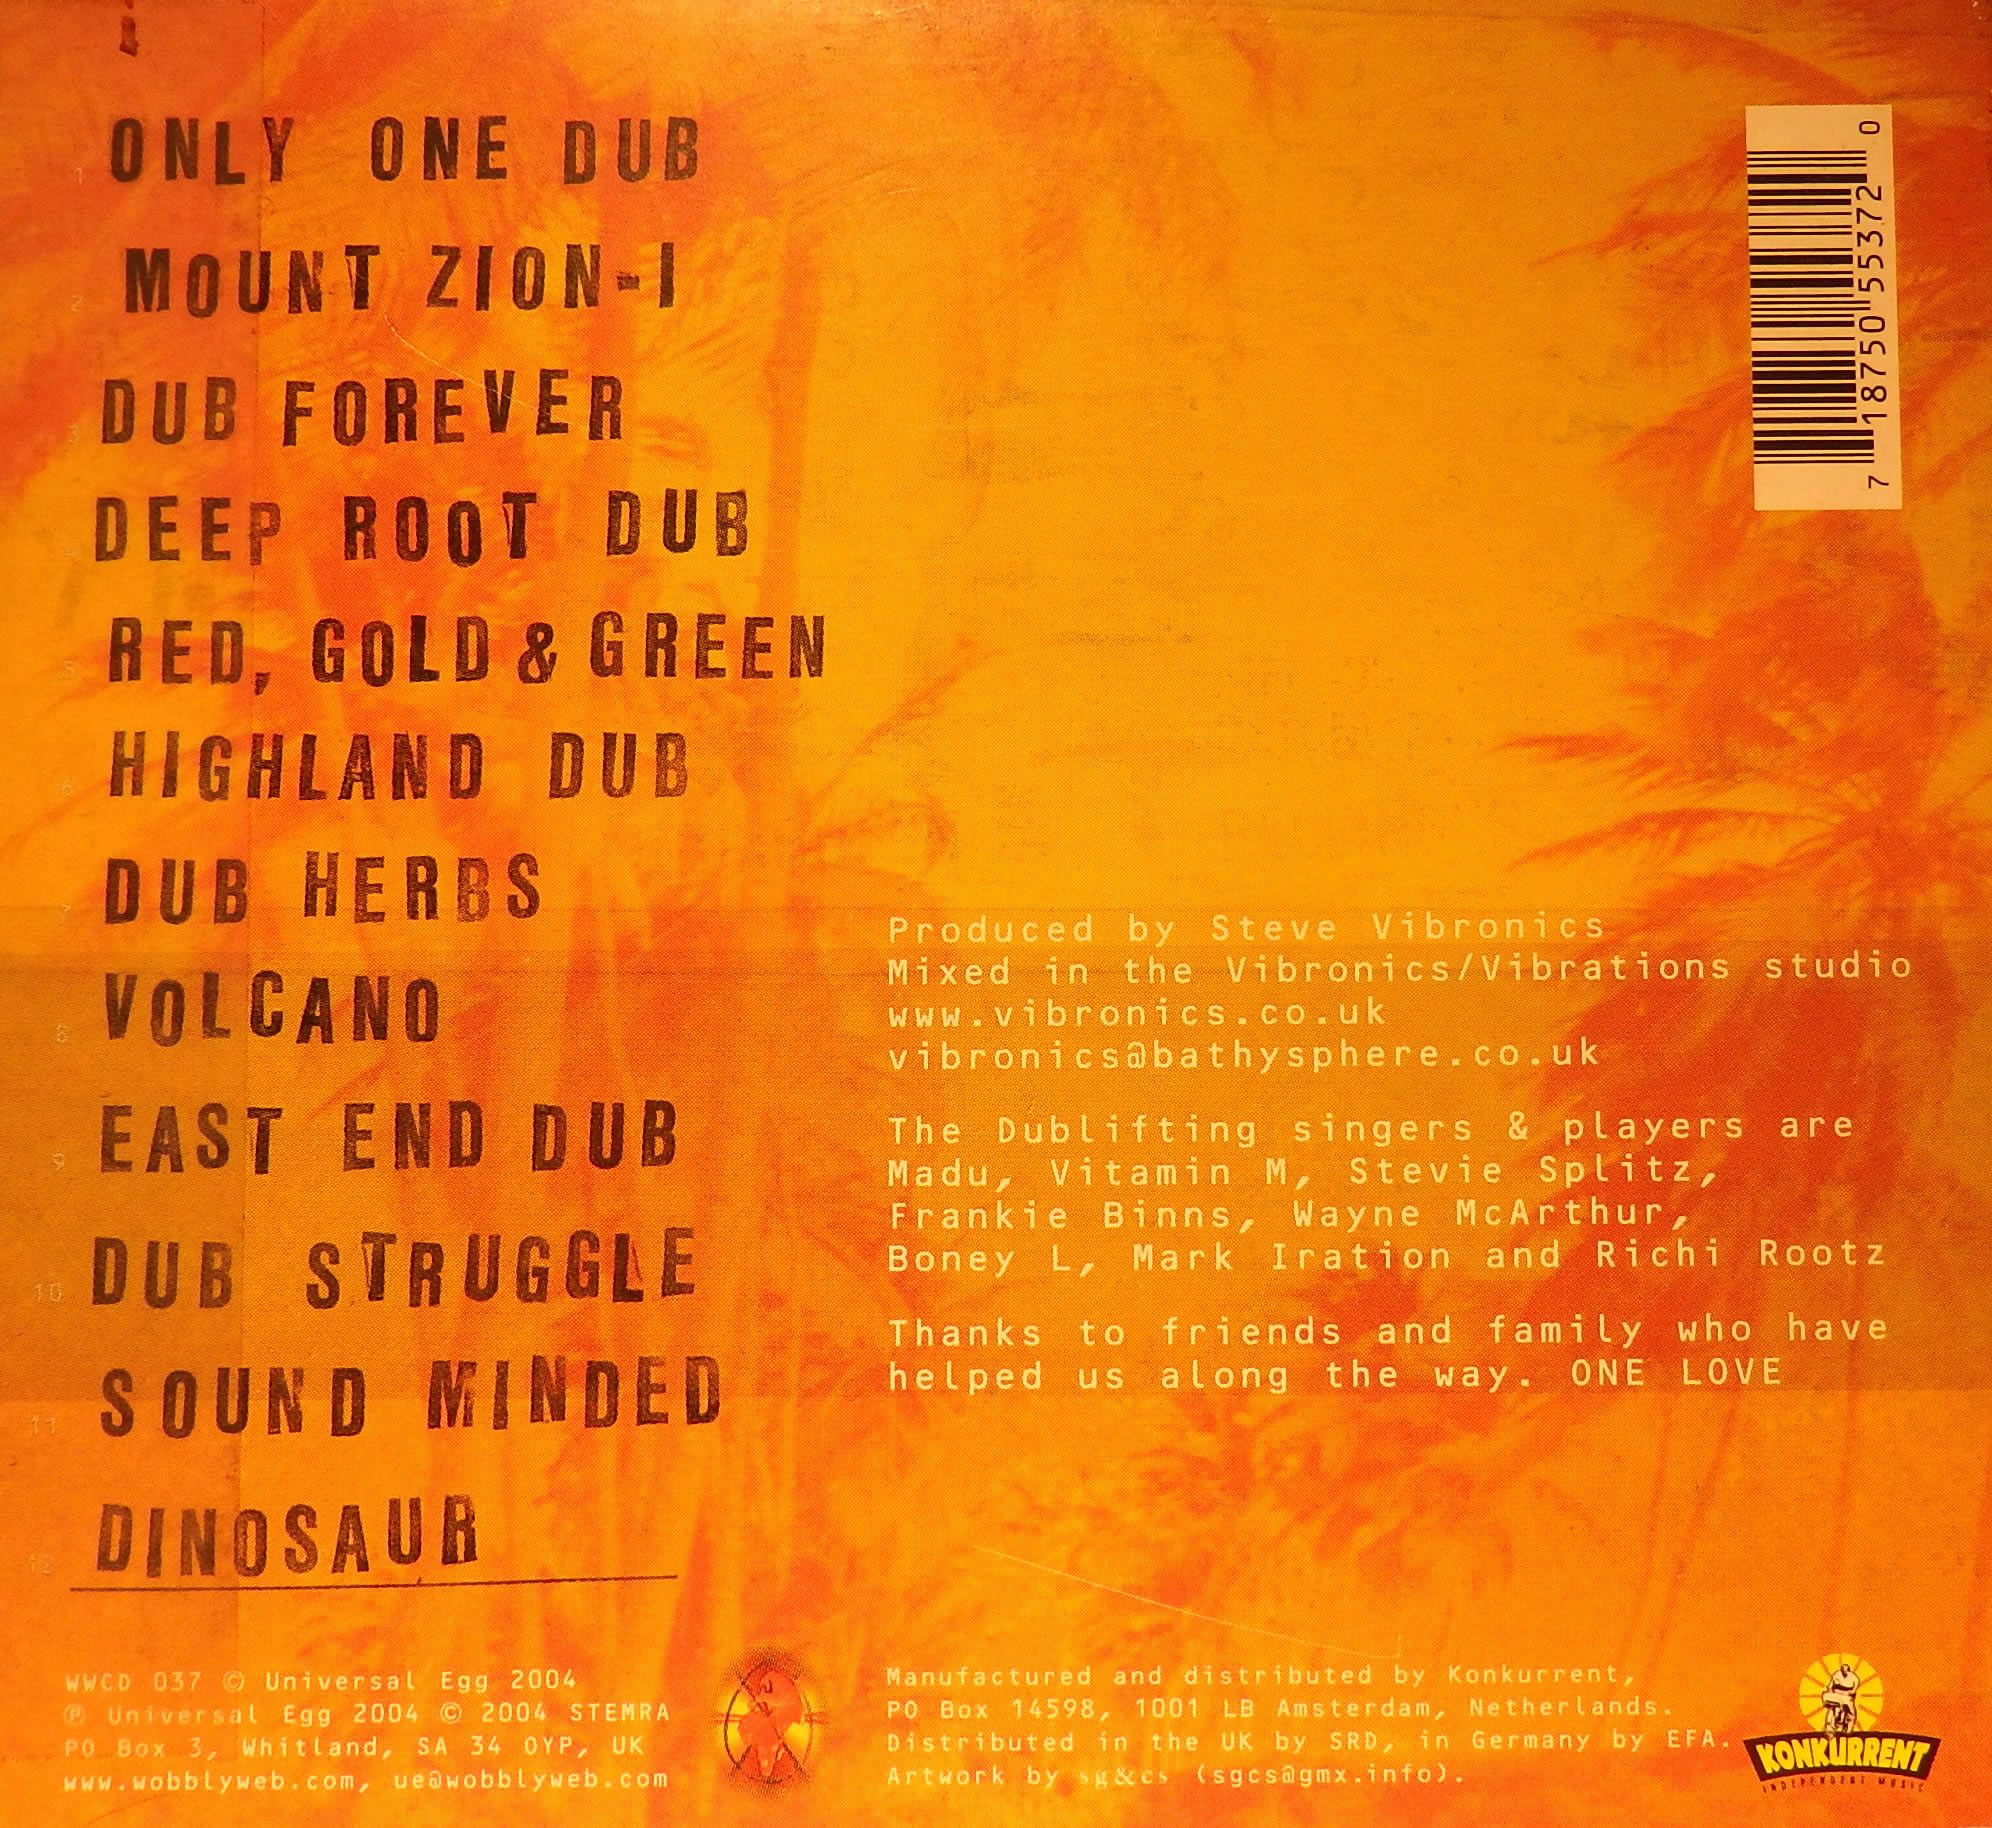 1 ONLY ONE DUB
2 MOUNT ZION-I
3 DUB FOREVER
4 DEEP ROOT DUB
5 RED, GOLD & GREEN
6 HIGHLAND DUB
7 DUB HERBS
8 VOLCANO
9 EAST END DUB
10 DUB STRUGGLE
11 SOUND MINDED
12 DINOSAUR
7 18750 55372 0
Produced by Steve Vibronics
Mixed in the Vibronics/Vibrations studio
www.vibronics.co.uk
vibronics@bathysphere.co.uk
The Dublifting singers & players are
Madu, Vitamin M, Stevie Splitz,
Frankie Binns, Wayne McArthur,
Boney L, Mark Iration and Richi Rootz
Thanks to friends and family who have
helped us along the way. ONE LOVE
WWCD 037 © Universal Egg 2004
℗ Universal Egg 2004 © 2004 STEMRA
PO Box 3, Whitland, SA 34 0YP, UK
www.wobblyweb.com, ue@wobblyweb.com
Manufactured and distributed by Konkurrent,
PO Box 14598, 1001 LB Amsterdam, Netherlands.
Distributed in the UK by SRD, in Germany by EFA.
Artwork by sg&cs (sgcs@gmx.info).
KONKURRENT
INDEPENDENT MUSIC